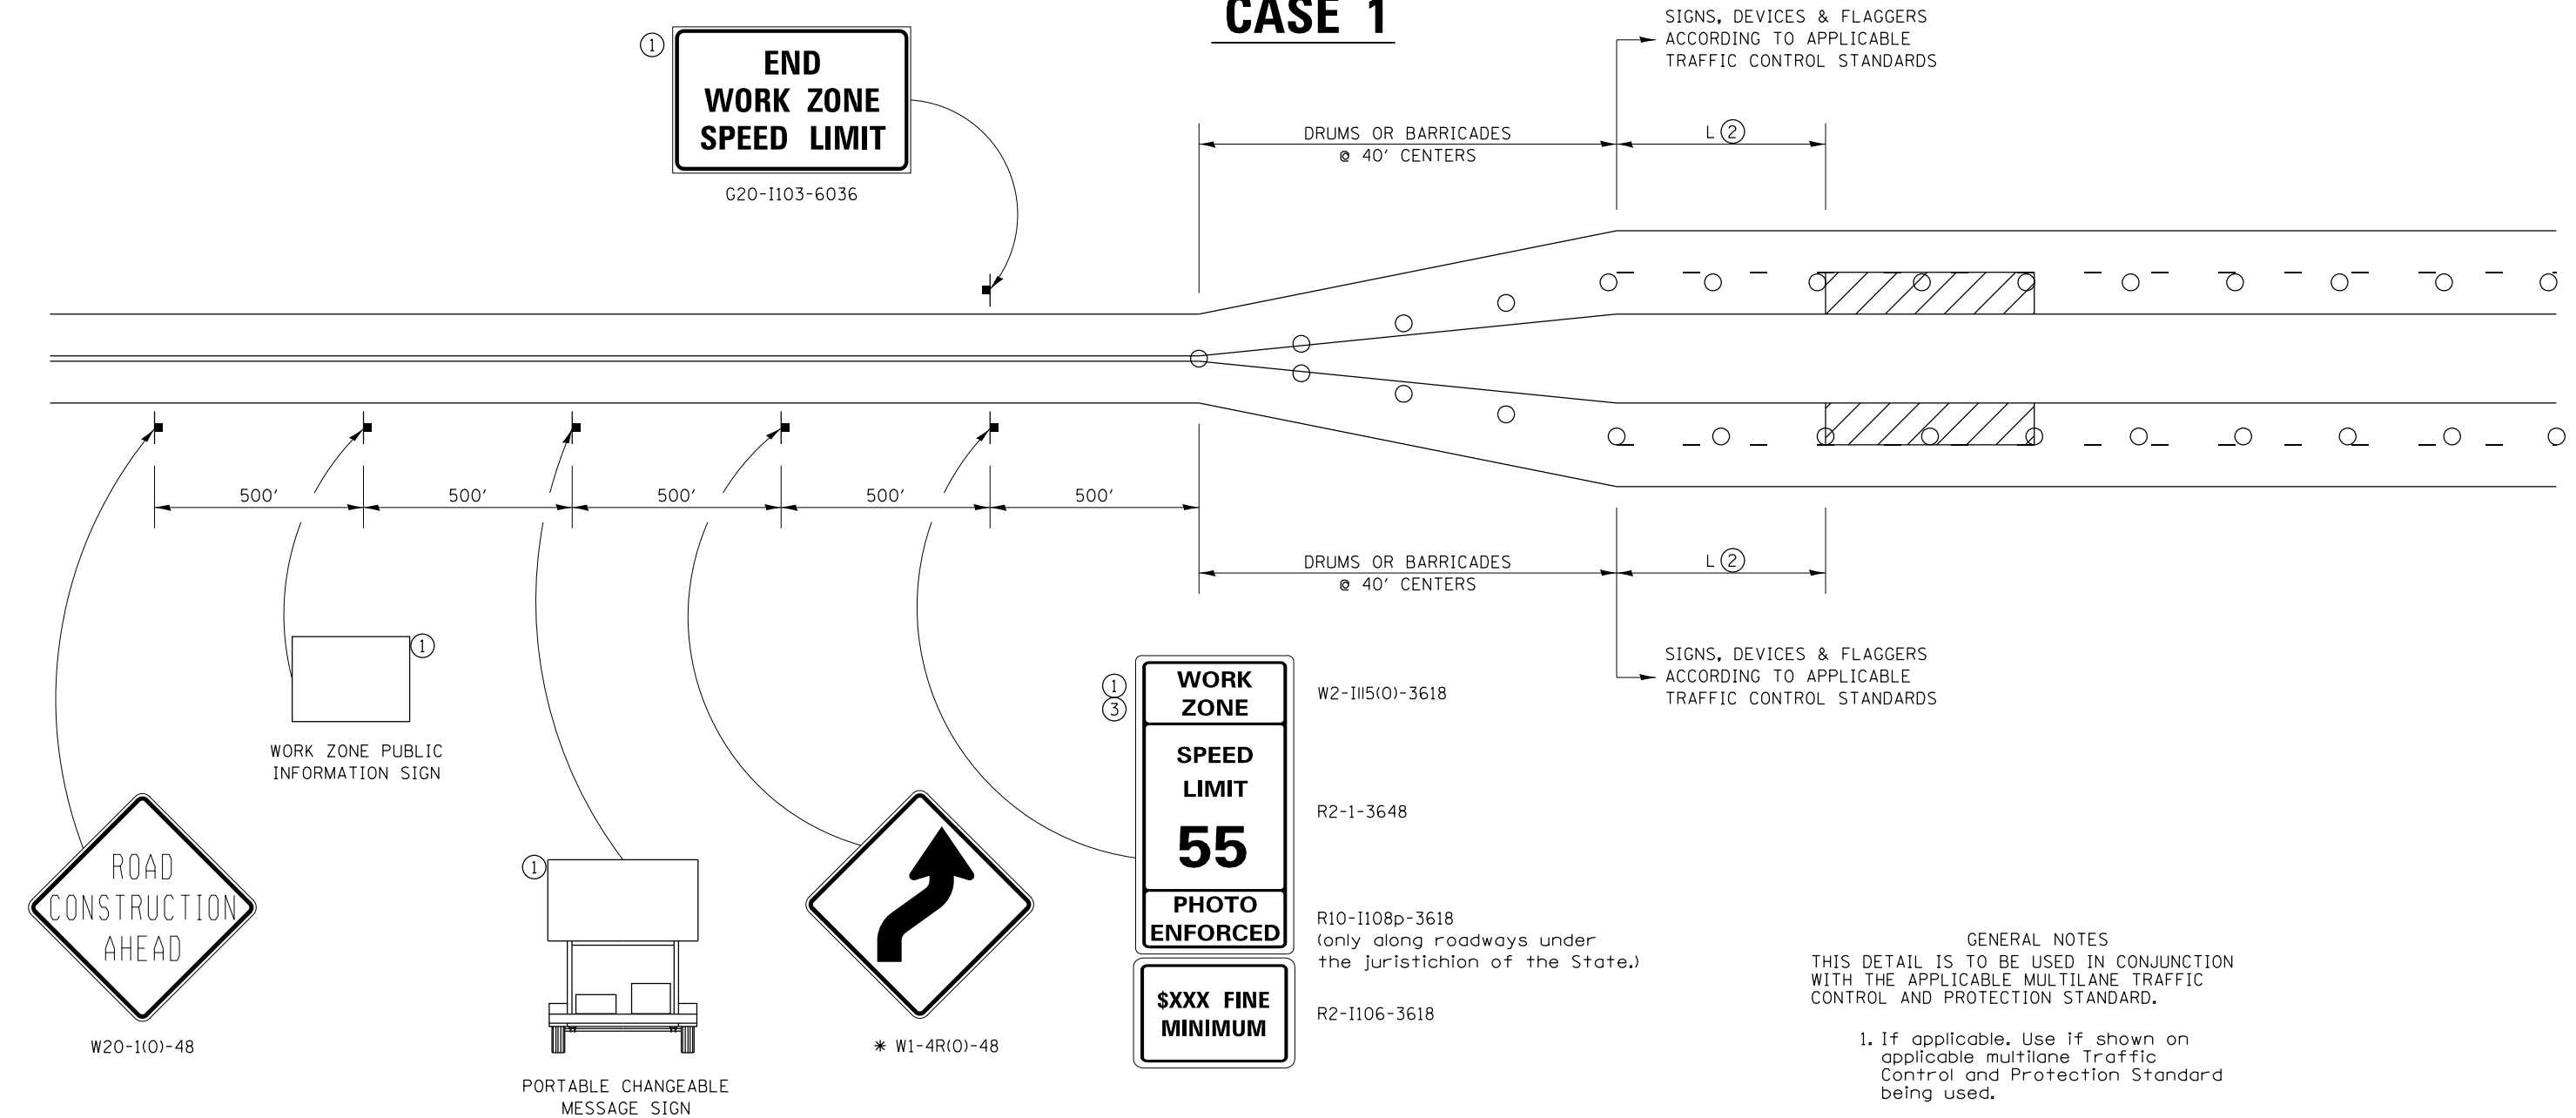 CASE 1
SIGNS, DEVICES & FLAGGERS
ACCORDING TO APPLICABLE
TRAFFIC CONTROL STANDARDS
1
END
WORK ZONE
SPEED LIMIT
G20-I103-6036
DRUMS OR BARRICADES
@ 40' CENTERS
L 2
500'
500'
500'
500'
500'
DRUMS OR BARRICADES
@ 40' CENTERS
L 2
SIGNS, DEVICES & FLAGGERS
ACCORDING TO APPLICABLE
TRAFFIC CONTROL STANDARDS
1
WORK ZONE PUBLIC
INFORMATION SIGN
ROAD
CONSTRUCTION
AHEAD
W20-1(O)-48
1
PORTABLE CHANGEABLE
MESSAGE SIGN
* W1-4R(O)-48
1
3
WORK
ZONE
W2-I115(O)-3618
SPEED
LIMIT
55
R2-1-3648
PHOTO
ENFORCED
R10-I108p-3618
(only along roadways under
the juristichion of the State.)
$XXX FINE
MINIMUM
R2-I106-3618
GENERAL NOTES
THIS DETAIL IS TO BE USED IN CONJUNCTION
WITH THE APPLICABLE MULTILANE TRAFFIC
CONTROL AND PROTECTION STANDARD.
1. If applicable. Use if shown on
applicable multilane Traffic
Control and Protection Standard
being used.